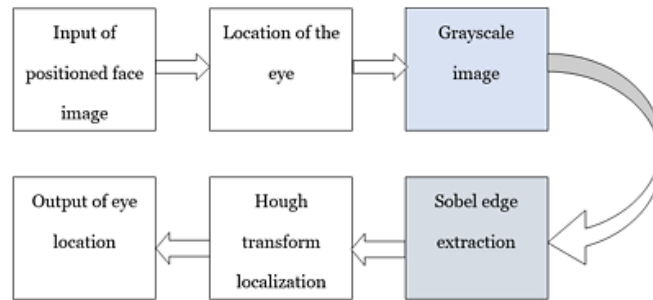 Input of
positioned face
image
Location of the
eye
Grayscale
image
Sobel edge
extraction
Hough
transform
localization
Output of eye
location